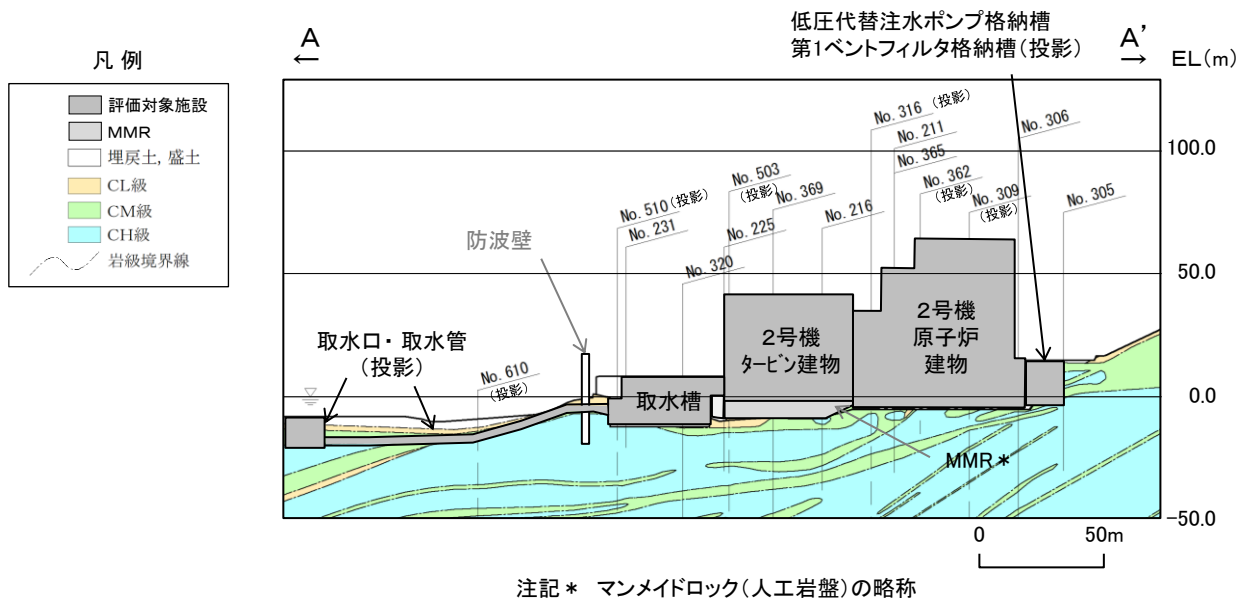 低圧代替注水ポンプ格納槽
第1ベントフィルタ格納槽(投影)
A
←
A'
→
EL(m)
凡 例
評価対象施設
MMR
埋戻土, 盛土
CL級
CM級
CH級
岩級境界線
No. 316 (投影)
No. 211
No. 365
No. 362
(投影)
No. 309
(投影)
No. 306
No. 305
No. 503
(投影)
No. 369
No. 510 (投影)
No. 231
No. 225
No. 216
No. 320
No. 610
(投影)
防波壁
取水口・取水管
(投影)
取水槽
2号機
タービン建物
2号機
原子炉
建物
MMR*
100.0
50.0
0.0
-50.0
0 50m
注記* マンメイドロック(人工岩盤)の略称